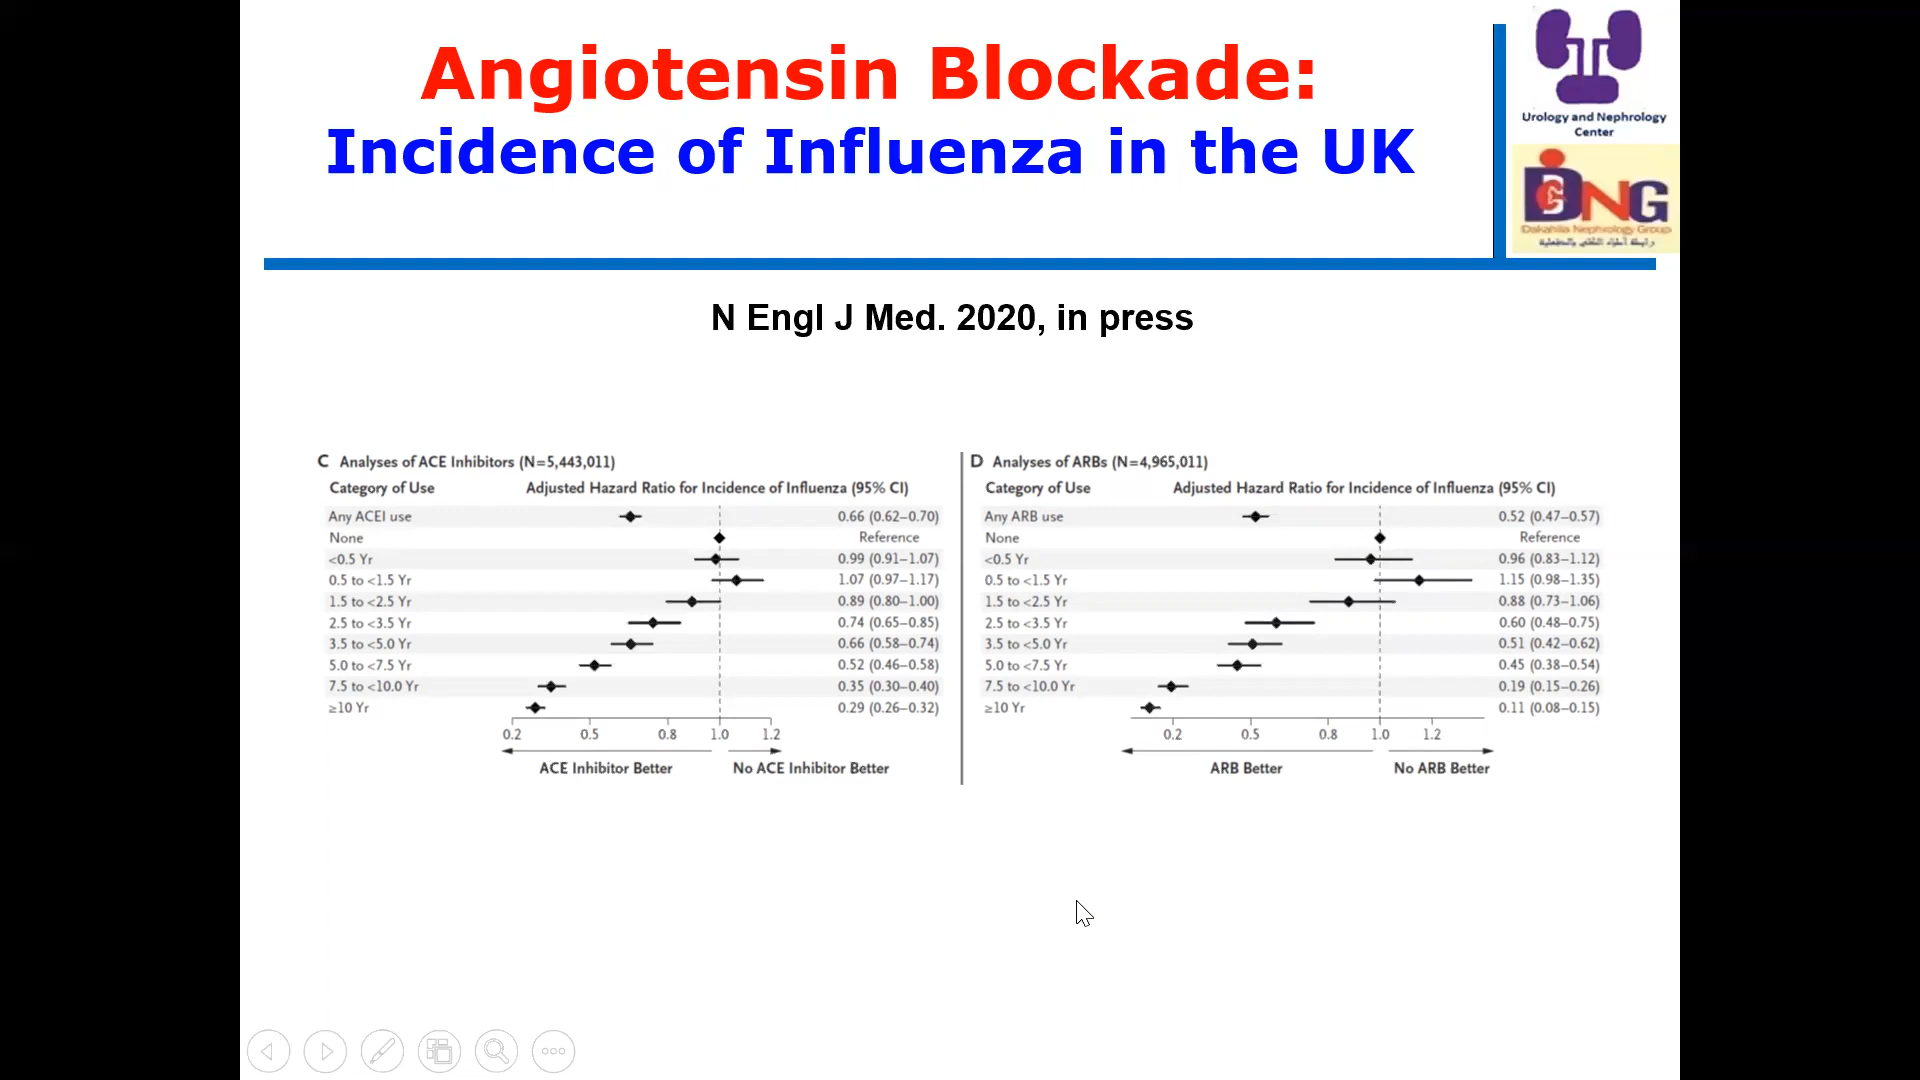 Angiotensin Blockade:
Incidence of Influenza in the UK
Urology and Nephrology
Center
DNG
Dakahlia Nephrology Group
N Engl J Med. 2020, in press
C Analyses of ACE Inhibitors (N=5,443,011)
Category of Use Adjusted Hazard Ratio for Incidence of Influenza (95% CI)
Any ACEI use 0.66 (0.62–0.70)
None Reference
<0.5 Yr 0.99 (0.91–1.07)
0.5 to <1.5 Yr 1.07 (0.97–1.17)
1.5 to <2.5 Yr 0.89 (0.80–1.00)
2.5 to <3.5 Yr 0.74 (0.65–0.85)
3.5 to <5.0 Yr 0.66 (0.58–0.74)
5.0 to <7.5 Yr 0.52 (0.46–0.58)
7.5 to <10.0 Yr 0.35 (0.30–0.40)
≥10 Yr 0.29 (0.26–0.32)
0.2 0.5 0.8 1.0 1.2
ACE Inhibitor Better No ACE Inhibitor Better
D Analyses of ARBs (N=4,965,011)
Category of Use Adjusted Hazard Ratio for Incidence of Influenza (95% CI)
Any ARB use 0.52 (0.47–0.57)
None Reference
<0.5 Yr 0.96 (0.83–1.12)
0.5 to <1.5 Yr 1.15 (0.98–1.35)
1.5 to <2.5 Yr 0.88 (0.73–1.06)
2.5 to <3.5 Yr 0.60 (0.48–0.75)
3.5 to <5.0 Yr 0.51 (0.42–0.62)
5.0 to <7.5 Yr 0.45 (0.38–0.54)
7.5 to <10.0 Yr 0.19 (0.15–0.26)
≥10 Yr 0.11 (0.08–0.15)
0.2 0.5 0.8 1.0 1.2
ARB Better No ARB Better